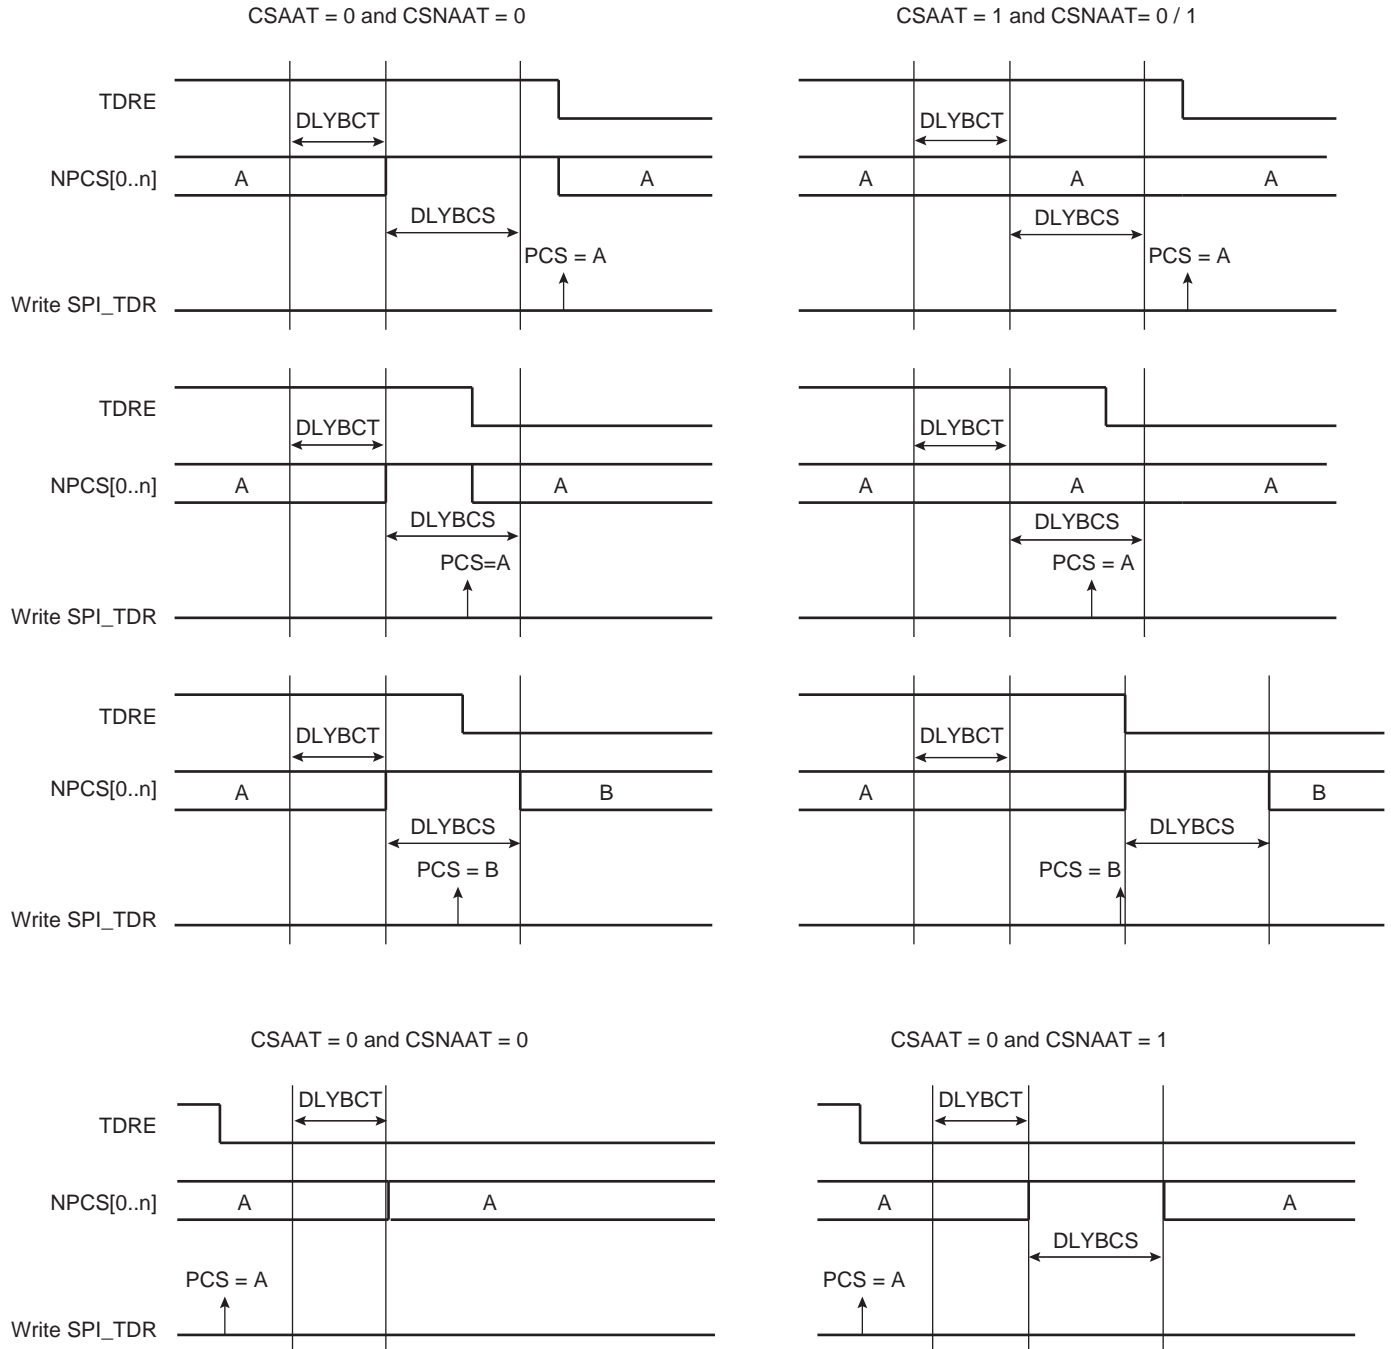 CSAAT = 0 and CSNAAT = 0
CSAAT = 1 and CSNAAT= 0 / 1
TDRE
DLYBCT
DLYBCT
NPCS[0..n]
A
A
A
A
A
DLYBCS
DLYBCS
PCS = A
PCS = A
Write SPI_TDR
TDRE
DLYBCT
DLYBCT
NPCS[0..n]
A
A
A
A
A
DLYBCS
DLYBCS
PCS=A
PCS = A
Write SPI_TDR
TDRE
DLYBCT
DLYBCT
NPCS[0..n]
A
B
A
B
DLYBCS
DLYBCS
PCS = B
PCS = B
Write SPI_TDR
CSAAT = 0 and CSNAAT = 0
CSAAT = 0 and CSNAAT = 1
DLYBCT
DLYBCT
TDRE
NPCS[0..n]
A
A
A
A
DLYBCS
PCS = A
PCS = A
Write SPI_TDR